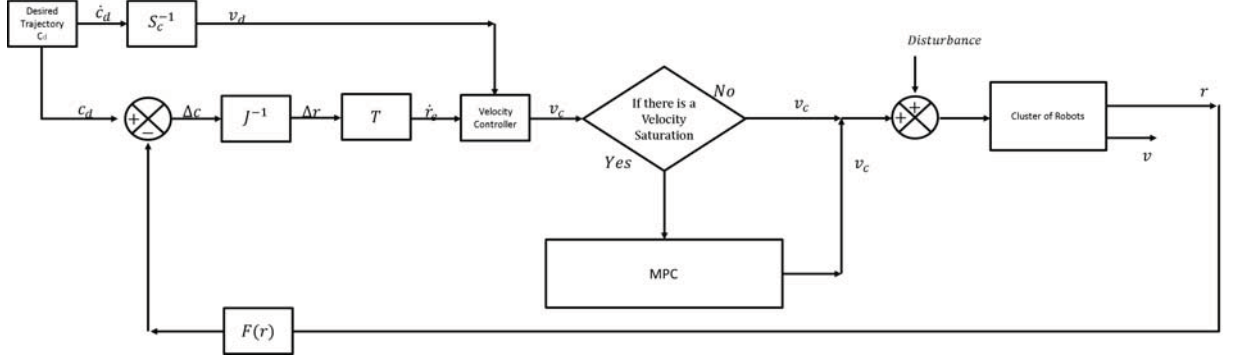 Desired
Trajectory
C_d
ċ_d
S_c^{-1}
v_d
Disturbance
c_d
+
−
Δc
J^{-1}
Δr
T
ṙ_e
Velocity
Controller
v_c
If there is a
Velocity
Saturation
No
Yes
v_c
v_c
+
+
Cluster of Robots
r
v
MPC
F(r)